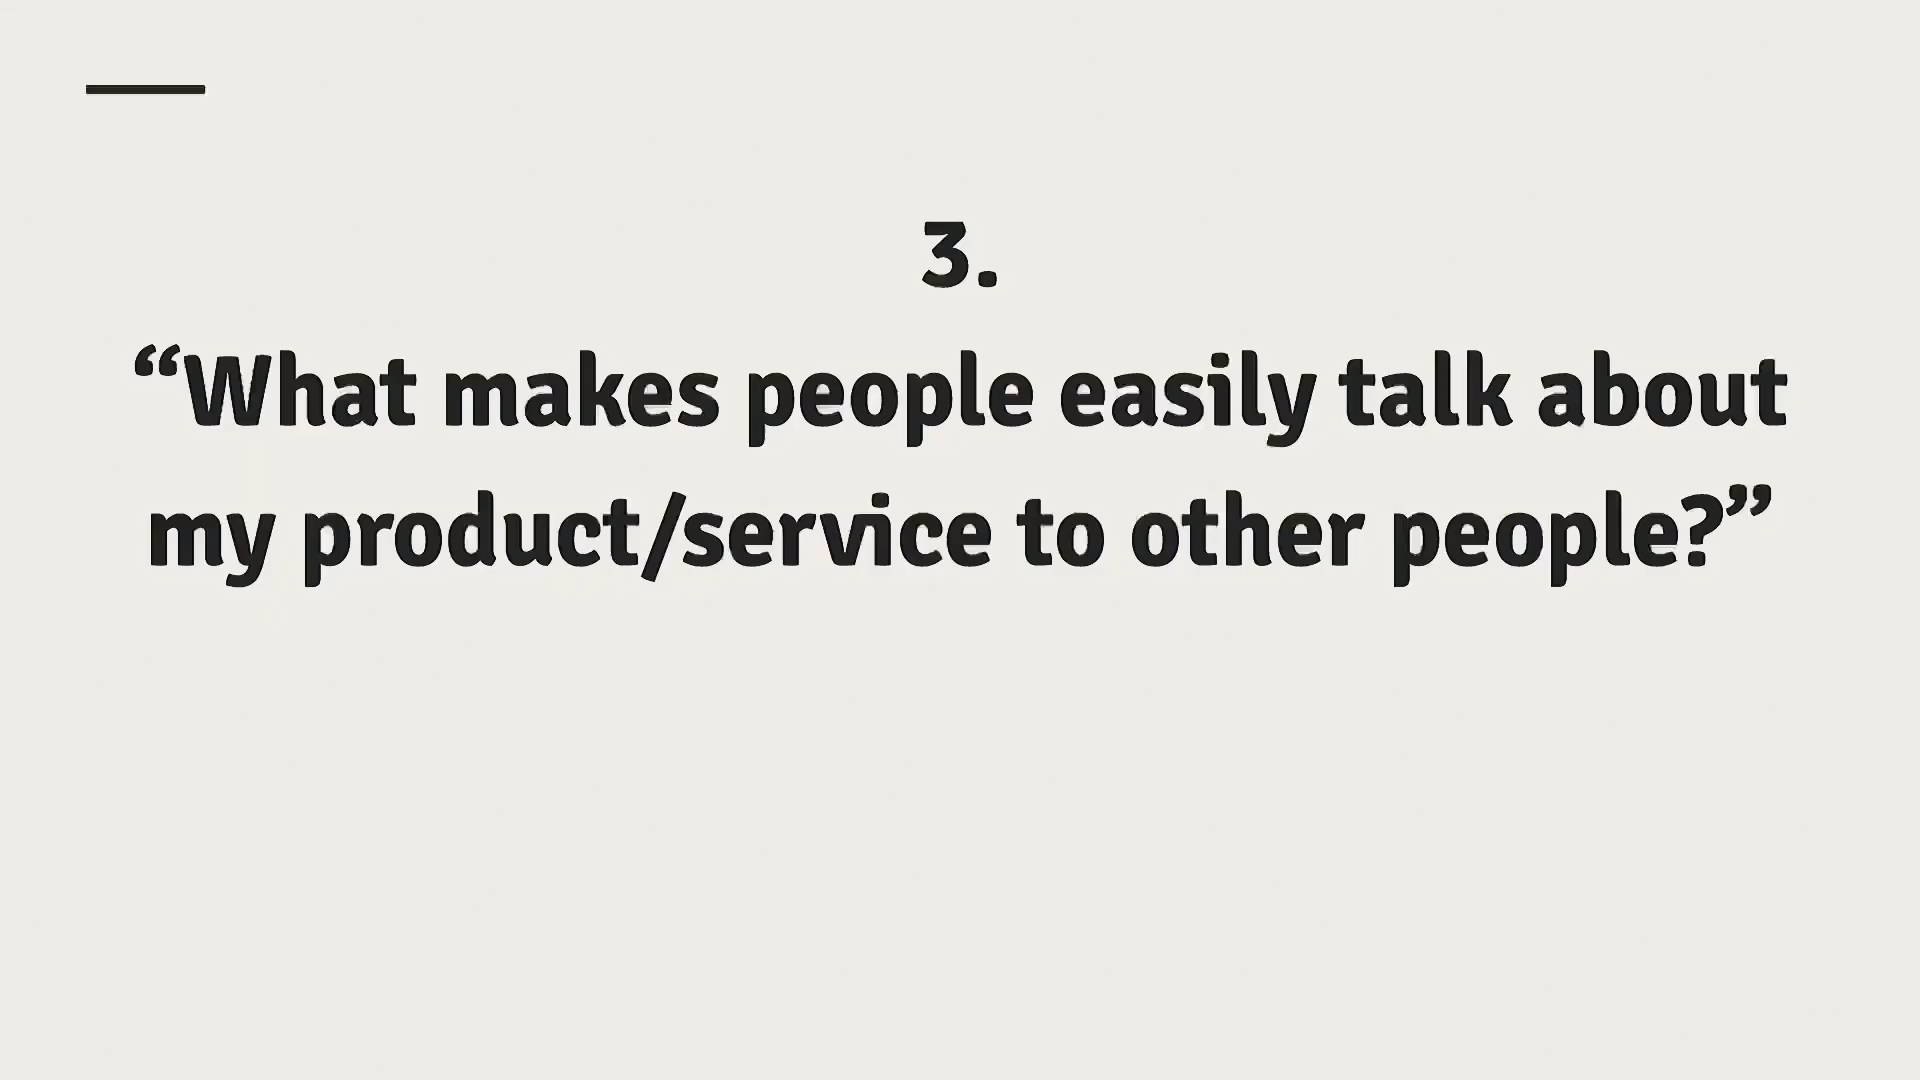 3.
“What makes people easily talk about
my product/service to other people?”